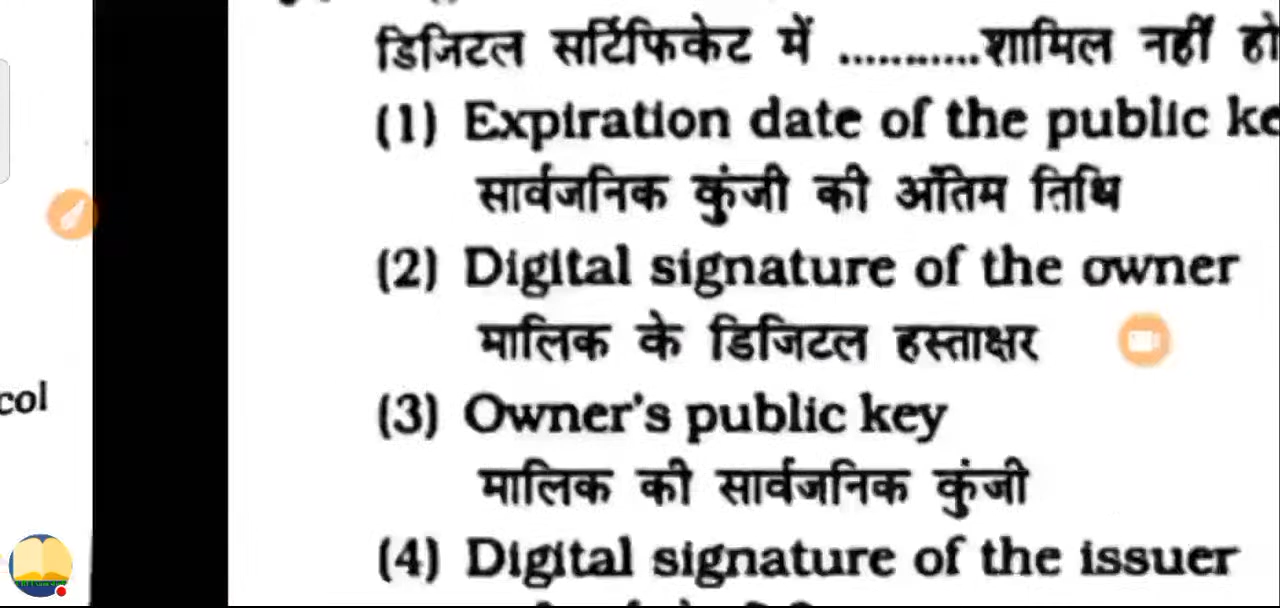 डिजिटल सर्टिफिकेट में ...........शामिल नहीं
(1) Expiration date of the public
सार्वजनिक कुंजी की अंतिम तिथि
(2) Digital signature of the owner
मालिक के डिजिटल हस्ताक्षर
(3) Owner's public key
col
मालिक की सार्वजनिक कुंजी
(4) Digital signature of the issuer